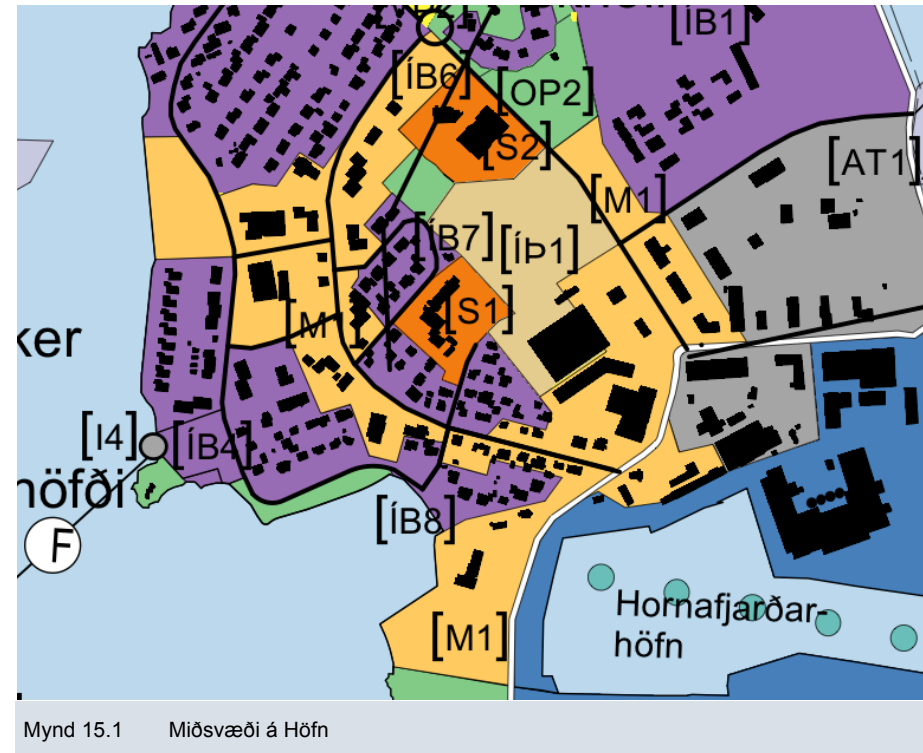 [ÍB1]
[ÍB6]
[OP2]
[S2]
[AT1]
[M1]
[ÍB7]
[ÍÞ1]
[S1]
[M1]
ker
[I4]
[ÍB4]
höfði
F
[ÍB8]
Hornafjarðar-
höfn
[M1]
Mynd 15.1 Miðsvæði á Höfn